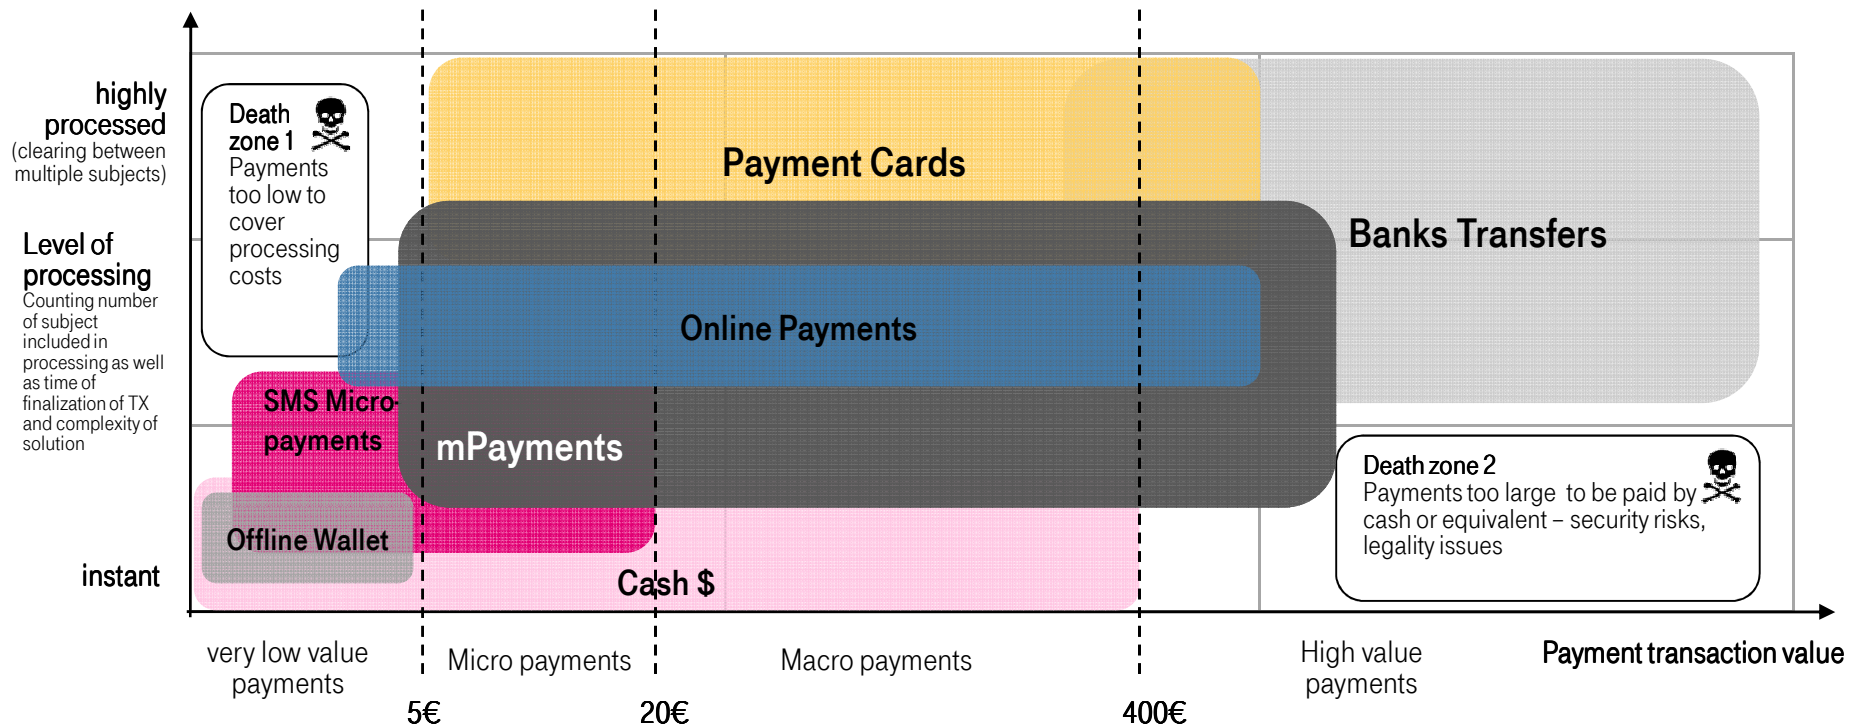 highly
processed
(clearing between
multiple subjects)
Level of
processing
Counting number
of subject
included in
processing as well
as time of
finalization of TX
and complexity of
solution
instant
Death
zone 1
Payments
too low to
cover
processing
costs
Payment Cards
Banks Transfers
Online Payments
SMS Micro-
payments
mPayments
Offline Wallet
Cash $
Death zone 2
Payments too large to be paid by
cash or equivalent – security risks,
legality issues
very low value
payments
Micro payments
Macro payments
High value
payments
Payment transaction value
5€
20€
400€